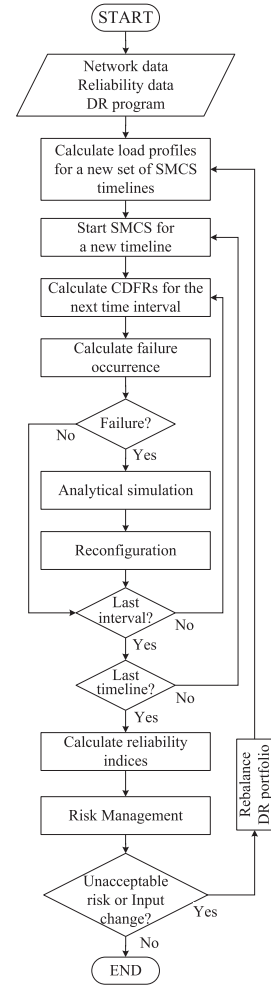 START
Network data
Reliability data
DR program
Calculate load profiles
for a new set of SMCS
timelines
Start SMCS for
a new timeline
Calculate CDFRs for the
next time interval
Calculate failure
occurrence
Failure?
No
Yes
Analytical simulation
Reconfiguration
Last
interval?
No
Yes
Last
timeline?
No
Yes
Calculate reliability
indices
Rebalance
DR portfolio
Risk Management
Unacceptable
risk or Input
change?
Yes
No
END